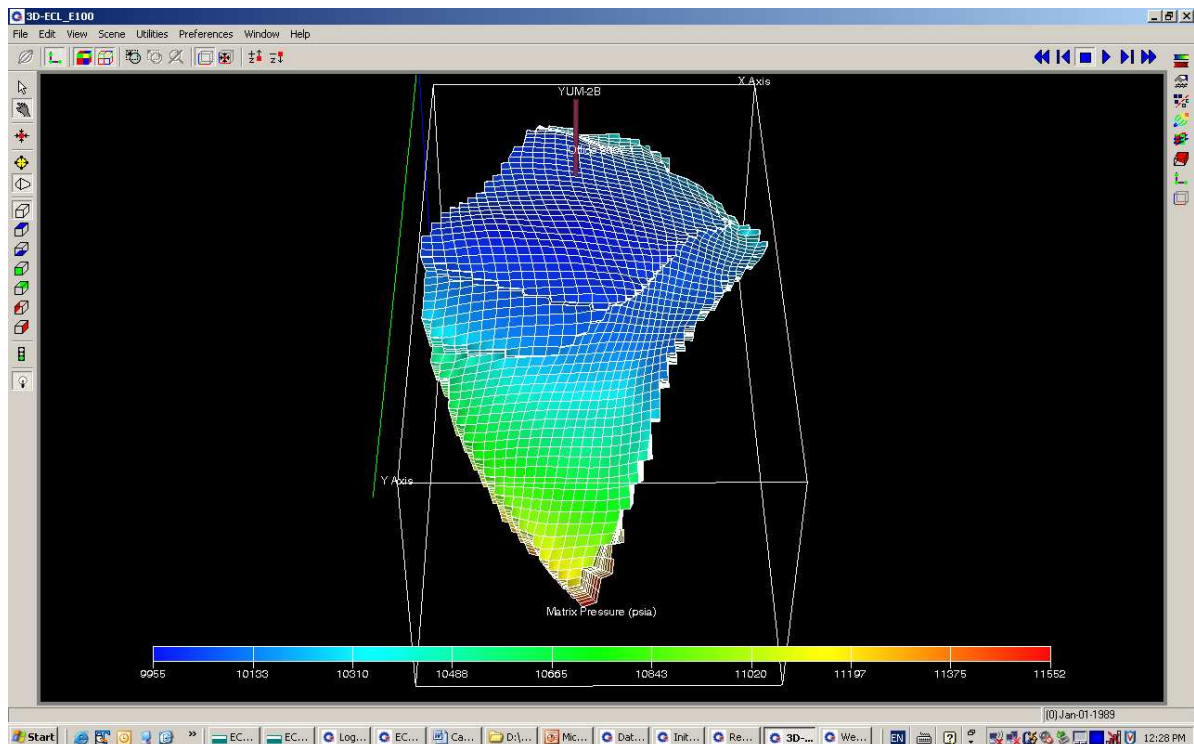 3D-ECL_E100
File Edit View Scene Utilities Preferences Window Help
X Axis
YUM-2B
Y Axis
Matrix Pressure (psia)
9955 10133 10310 10488 10665 10843 11020 11197 11375 11552
(0) Jan-01-1989
Start » EC... EC... Log... EC... Ca... D:\... Mic... Dat... Init... Re... 3D-... We... EN 12:28 PM